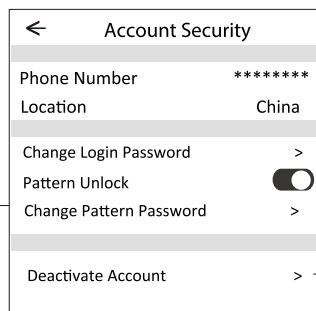 Account Security
Phone Number ********
Location China
Change Login Password >
Pattern Unlock
Change Pattern Password >
Deactivate Account >